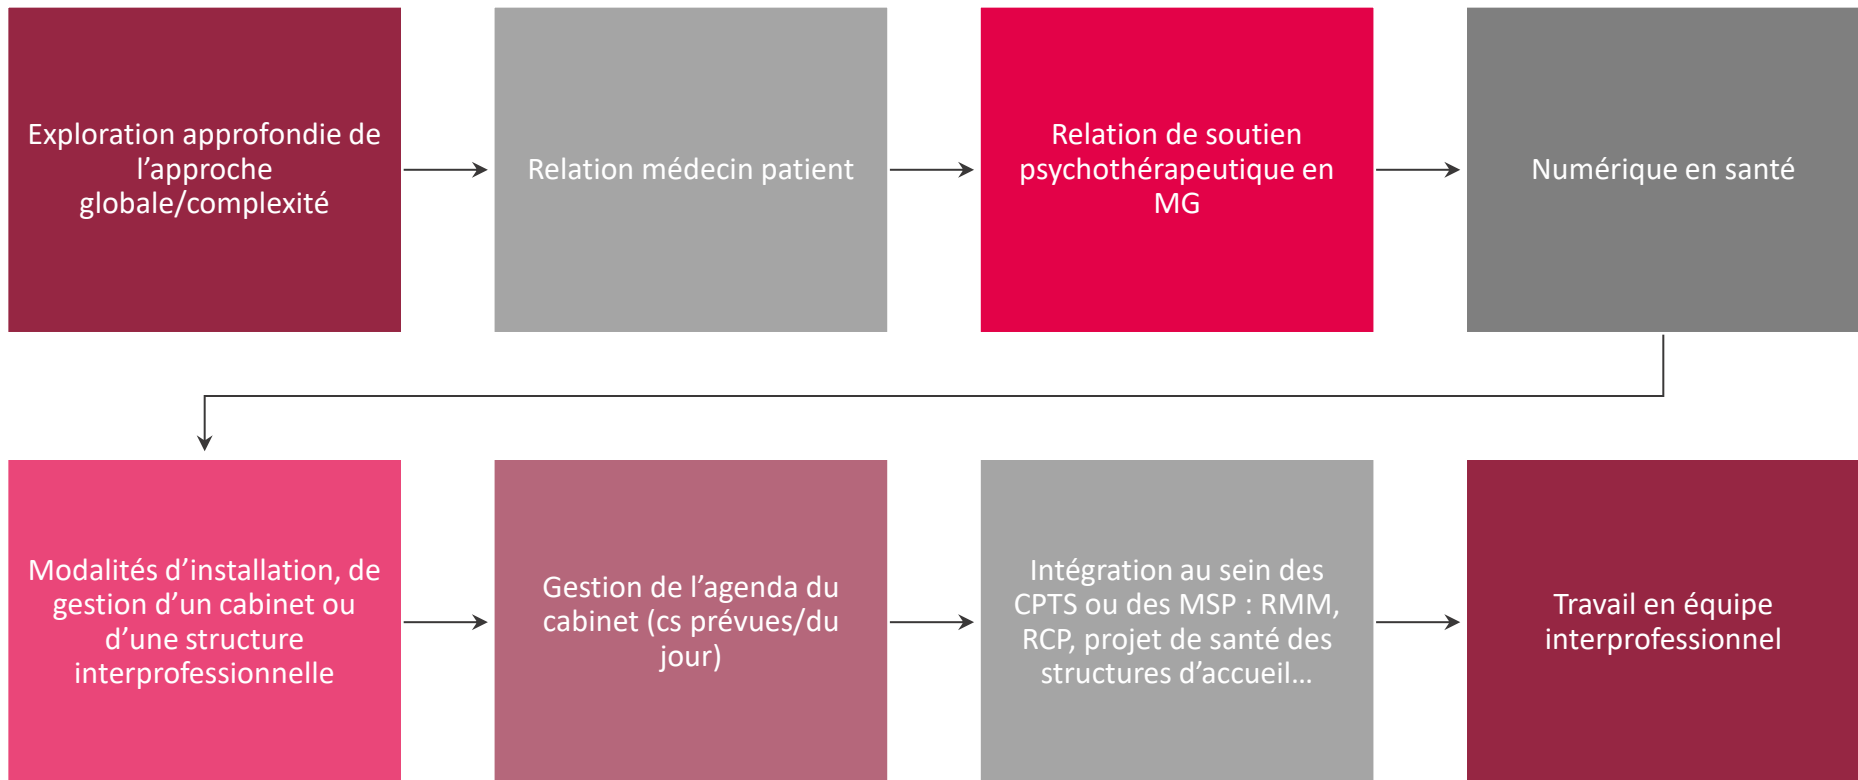 Exploration approfondie de
l’approche
globale/complexité
Relation médecin patient
Relation de soutien
psychothérapeutique en
MG
Numérique en santé
Modalités d’installation, de
gestion d’un cabinet ou
d’une structure
interprofessionnelle
Gestion de l’agenda du
cabinet (cs prévues/du
jour)
Intégration au sein des
CPTS ou des MSP : RMM,
RCP, projet de santé des
structures d’accueil…
Travail en équipe
interprofessionnel